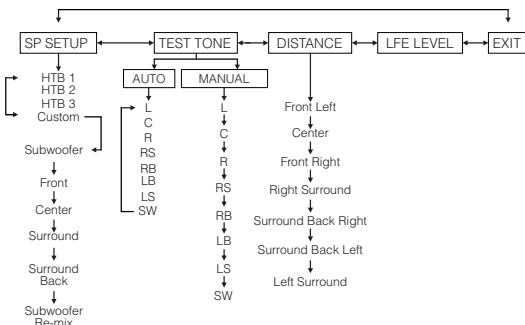 SP SETUP
TEST TONE
DISTANCE
LFE LEVEL
EXIT
HTB 1
HTB 2
HTB 3
Custom
Subwoofer
Front
Center
Surround
Surround
Back
Subwoofer
Re-mix
AUTO
L
C
R
RS
RB
LB
LS
SW
MANUAL
L
C
R
RS
RB
LB
LS
SW
Front Left
Center
Front Right
Right Surround
Surround Back Right
Surround Back Left
Left Surround